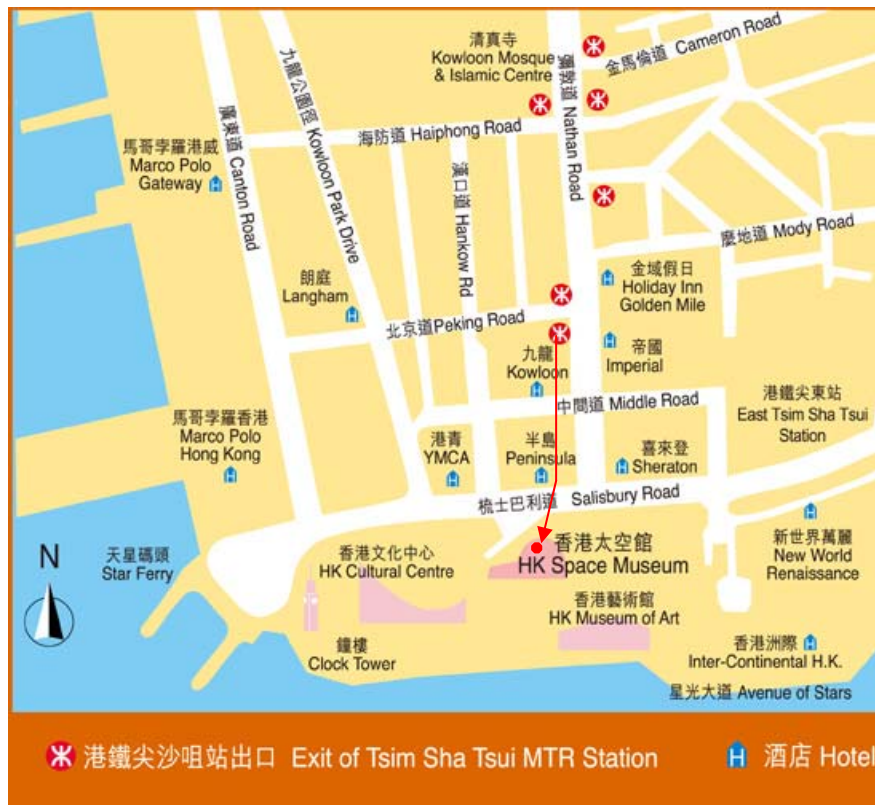 清真寺
Kowloon Mosque
& Islamic Centre
金馬倫道 Cameron Road
九龍公園徑 Kowloon Park Drive
彌敦道 Nathan Road
廣東道 Canton Road
海防道 Haiphong Road
馬哥孛羅港威
Marco Polo
Gateway
漢口道 Hankow Rd
麼地道 Mody Road
朗庭
Langham
金域假日
Holiday Inn
Golden Mile
北京道Peking Road
九龍
Kowloon
帝國
Imperial
中間道 Middle Road
港鐵尖東站
East Tsim Sha Tsui
Station
馬哥孛羅香港
Marco Polo
Hong Kong
港青
YMCA
半島
Peninsula
喜來登
Sheraton
梳士巴利道 Salisbury Road
N
天星碼頭
Star Ferry
香港文化中心
HK Cultural Centre
香港太空館
HK Space Museum
新世界萬麗
New World
Renaissance
香港藝術館
HK Museum of Art
鐘樓
Clock Tower
香港洲際
Inter-Continental H.K.
星光大道 Avenue of Stars
港鐵尖沙咀站出口 Exit of Tsim Sha Tsui MTR Station
H 酒店 Hotel